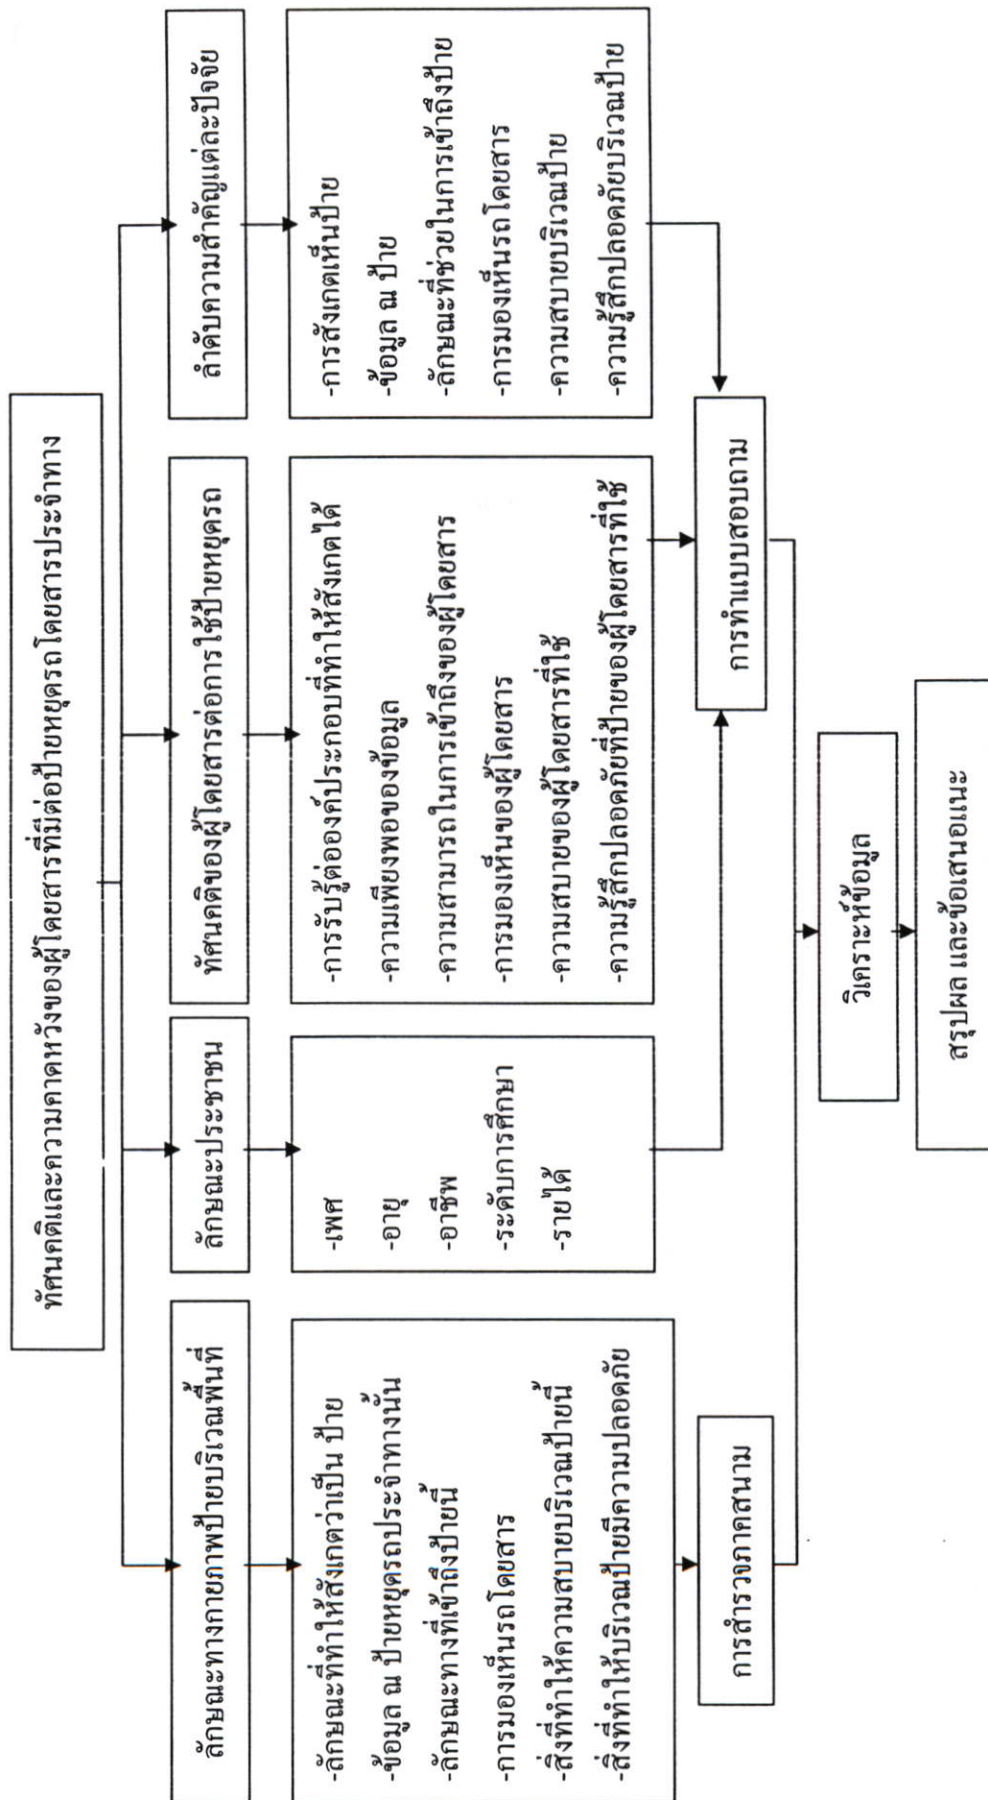 ทัศนคติและความคาดหวังของผู้โดยสารที่มีต่อป้ายหยุดรถโดยสารประจำทาง
ลักษณะทางกายภาพป้ายบริเวณพื้นที่
-ลักษณะที่ทำให้สังเกตว่าเป็น ป้าย
-ข้อมูล ณ ป้ายหยุดรถประจำทางนั้น
-ลักษณะทางที่เข้าถึงป้ายนี้
-การมองเห็นรถโดยสาร
-สิ่งที่ทำให้ความสบายบริเวณป้ายนี้
-สิ่งที่ทำให้บริเวณป้ายมีความปลอดภัย
การสำรวจภาคสนาม
ลักษณะประชาชน
-เพศ
-อายุ
-อาชีพ
-ระดับการศึกษา
-รายได้
ทัศนคติของผู้โดยสารต่อการใช้ป้ายหยุดรถ
-การรับรู้ต่อองค์ประกอบที่ทำให้สังเกตได้
-ความเพียงพอของข้อมูล
-ความสามารถในการเข้าถึงของผู้โดยสาร
-การมองเห็นของผู้โดยสาร
-ความสบายของผู้โดยสารที่ใช้
-ความรู้สึกปลอดภัยที่ป้ายของผู้โดยสารที่ใช้
ลำดับความสำคัญแต่ละปัจจัย
-การสังเกตเห็นป้าย
-ข้อมูล ณ ป้าย
-ลักษณะที่ช่วยในการเข้าถึงป้าย
-การมองเห็นรถโดยสาร
-ความสบายบริเวณป้าย
-ความรู้สึกปลอดภัยบริเวณป้าย
การทำแบบสอบถาม
วิเคราะห์ข้อมูล
สรุปผล และข้อเสนอแนะ